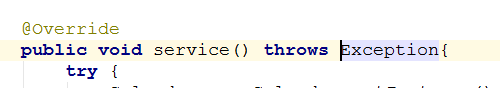 @Override
public void service() throws Exception{
try {